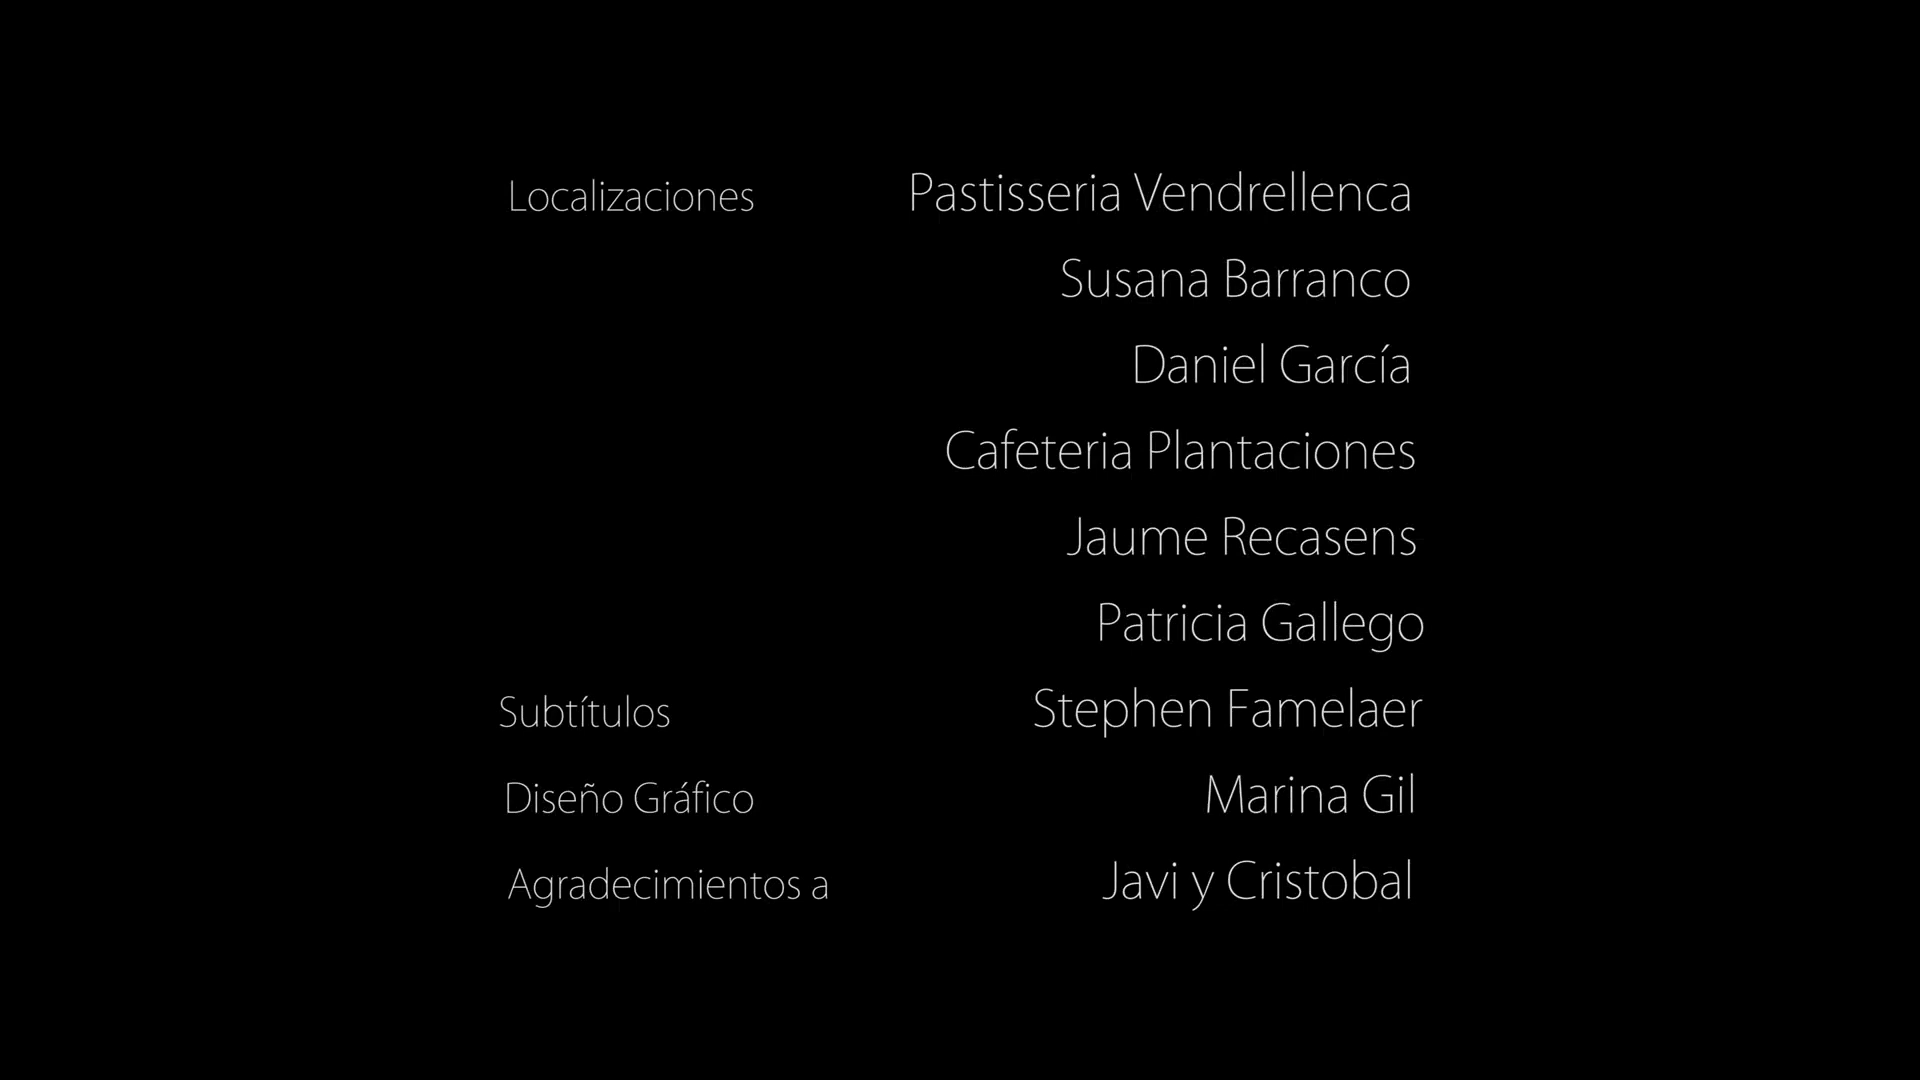 Localizaciones Pastisseria Vendrellenca
Susana Barranco
Daniel García
Cafeteria Plantaciones
Jaume Recasens
Patricia Gallego
Subtítulos Stephen Famelaer
Diseño Gráfico Marina Gil
Agradecimientos a Javi y Cristobal